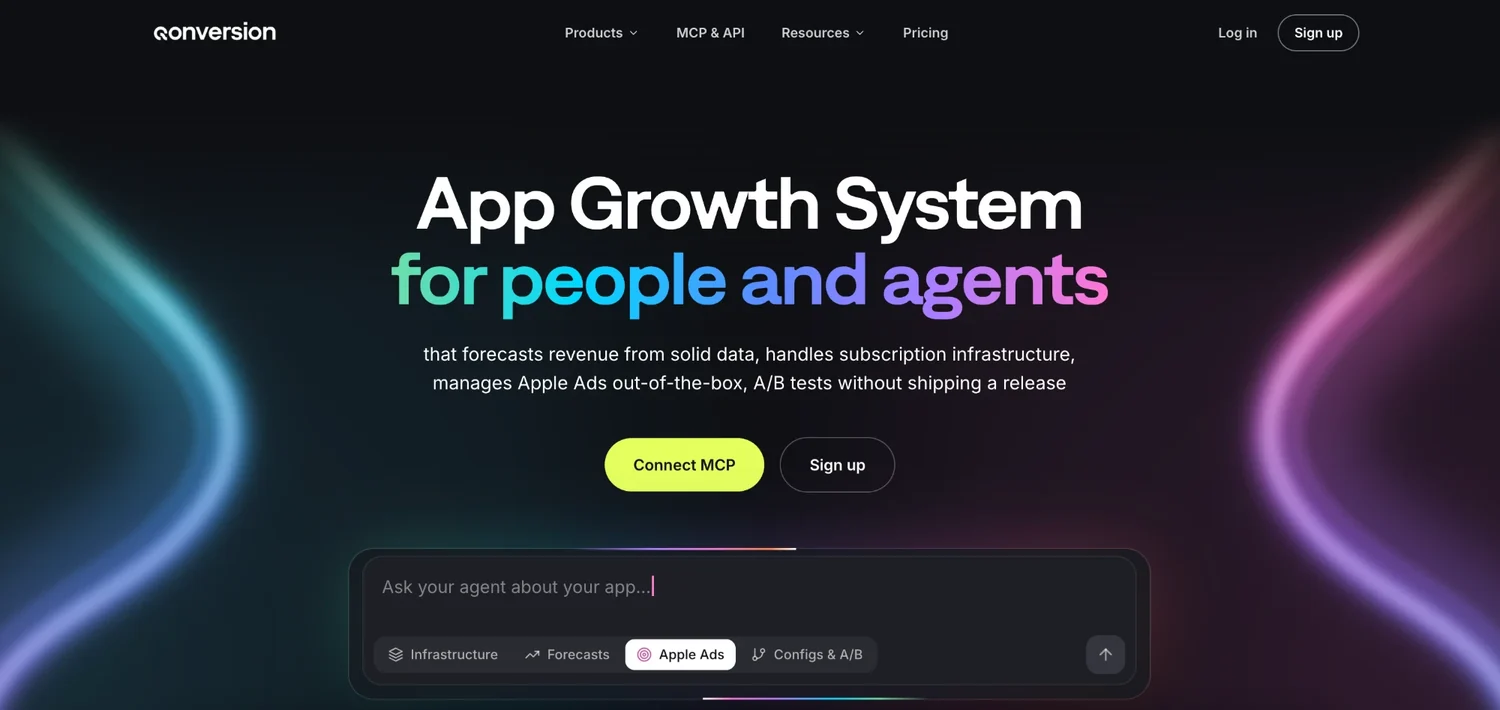 Qonversion
Products
MCP & API
Resources
Pricing
Log in
Sign up
App Growth System
for people and agents
that forecasts revenue from solid data, handles subscription infrastructure,
manages Apple Ads out-of-the-box, A/B tests without shipping a release
Connect MCP
Sign up
Ask your agent about your app...
Infrastructure
Forecasts
Apple Ads
Configs & A/B